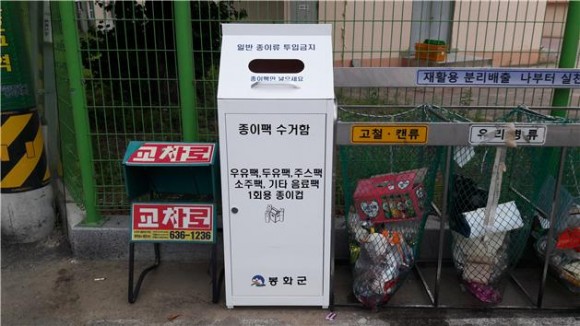 일반 종이류 투입금지
종이팩만 넣으세요
종이팩 수거함
우유팩,두유팩,주스팩
소주팩, 기타 음료팩
1회용 종이컵
봉화군
교차로
교차로
636-1236
재활용 분리배출 나부터 실천
고철·캔류
유리병류